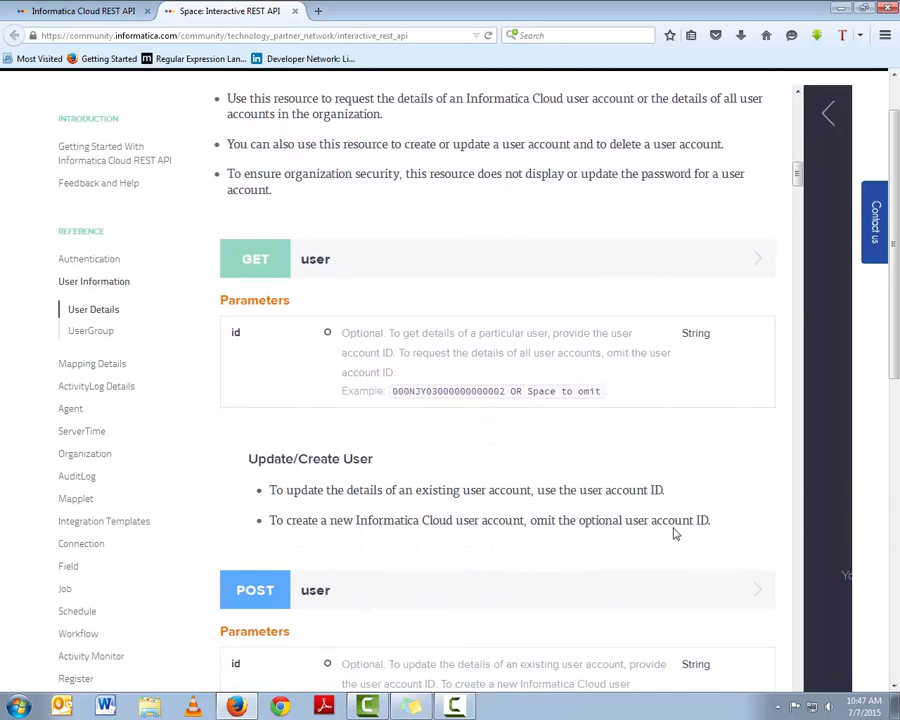 Informatica Cloud REST API
Space: Interactive REST API
https://community.informatica.com/community/technology_partner_network/interactive_rest_api
Search
Most Visited
Getting Started
Regular Expression Lan...
Developer Network: Li...
Use this resource to request the details of an Informatica Cloud user account or the details of all user
accounts in the organization.
You can also use this resource to create or update a user account and to delete a user account.
To ensure organization security, this resource does not display or update the password for a user
account.
INTRODUCTION
Getting Started With
Informatica Cloud REST API
Feedback and Help
REFERENCE
Authentication
User Information
User Details
UserGroup
Mapping Details
ActivityLog Details
Agent
ServerTime
Organization
AuditLog
Mapplet
Integration Templates
Connection
Field
Job
Schedule
Workflow
Activity Monitor
Register
GET user
Parameters
id
Optional. To get details of a particular user, provide the user
account ID. To request the details of all user accounts, omit the user
account ID.
Example: 000NJY03000000000002 OR Space to omit.
String
Update/Create User
To update the details of an existing user account, use the user account ID.
To create a new Informatica Cloud user account, omit the optional user account ID.
POST user
Parameters
id
Optional. To update the details of an existing user account, provide
the user account ID. To create a new Informatica Cloud user
String
Contact us
10:47 AM
7/7/2015